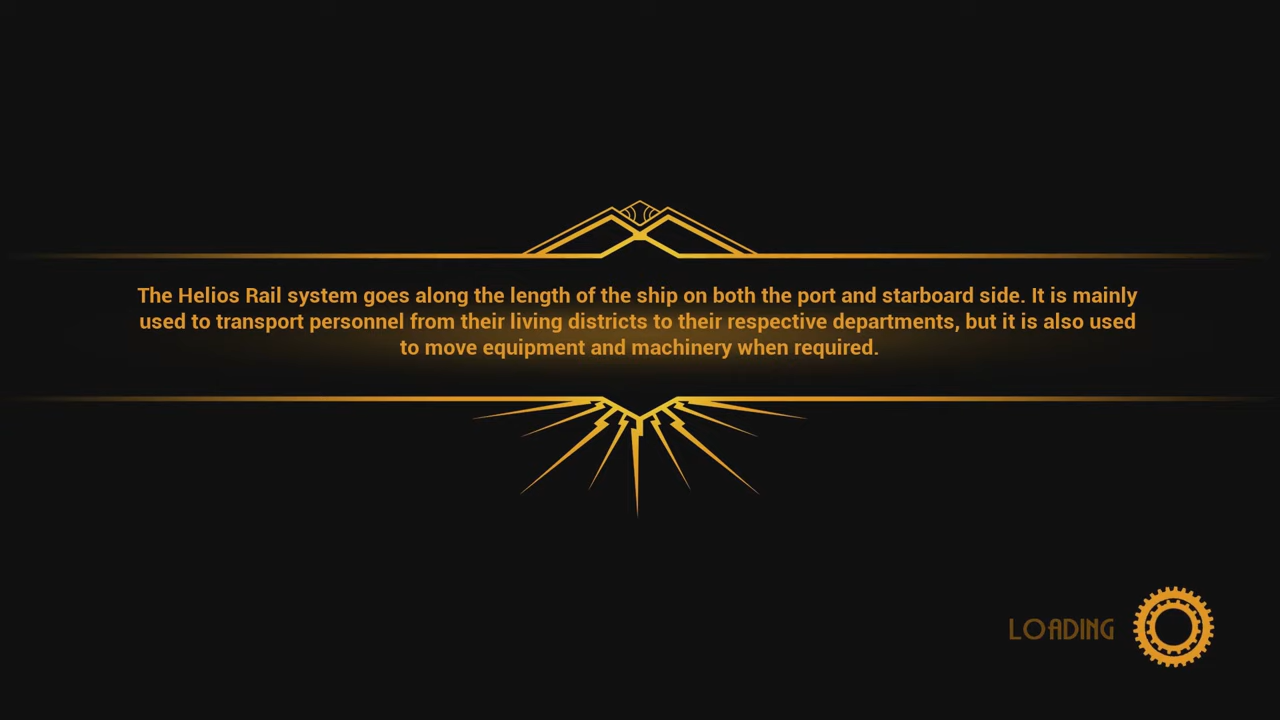 The Helios Rail system goes along the length of the ship on both the port and starboard side. It is mainly
used to transport personnel from their living districts to their respective departments, but it is also used
to move equipment and machinery when required.
LOADING